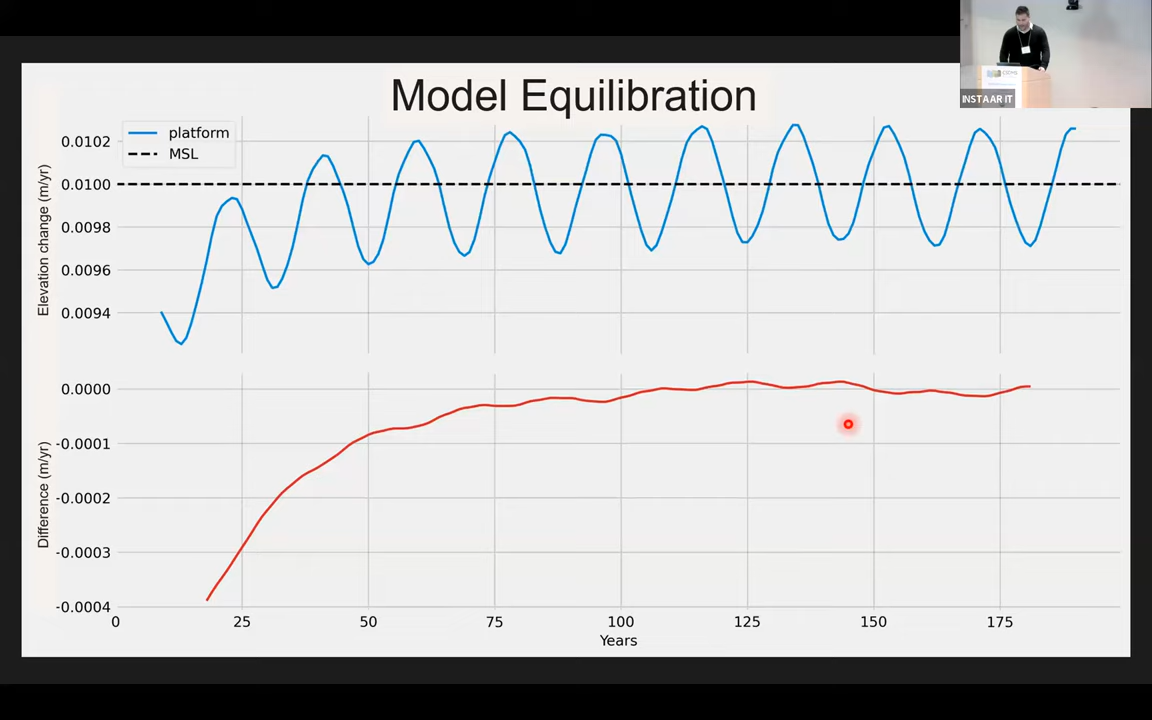 Model Equilibration
platform
MSL
Elevation change (m/yr)
0.0102
0.0100
0.0098
0.0096
0.0094
Difference (m/yr)
0.0000
-0.0001
-0.0002
-0.0003
-0.0004
0 25 50 75 100 125 150 175
Years
INSTAAR IT